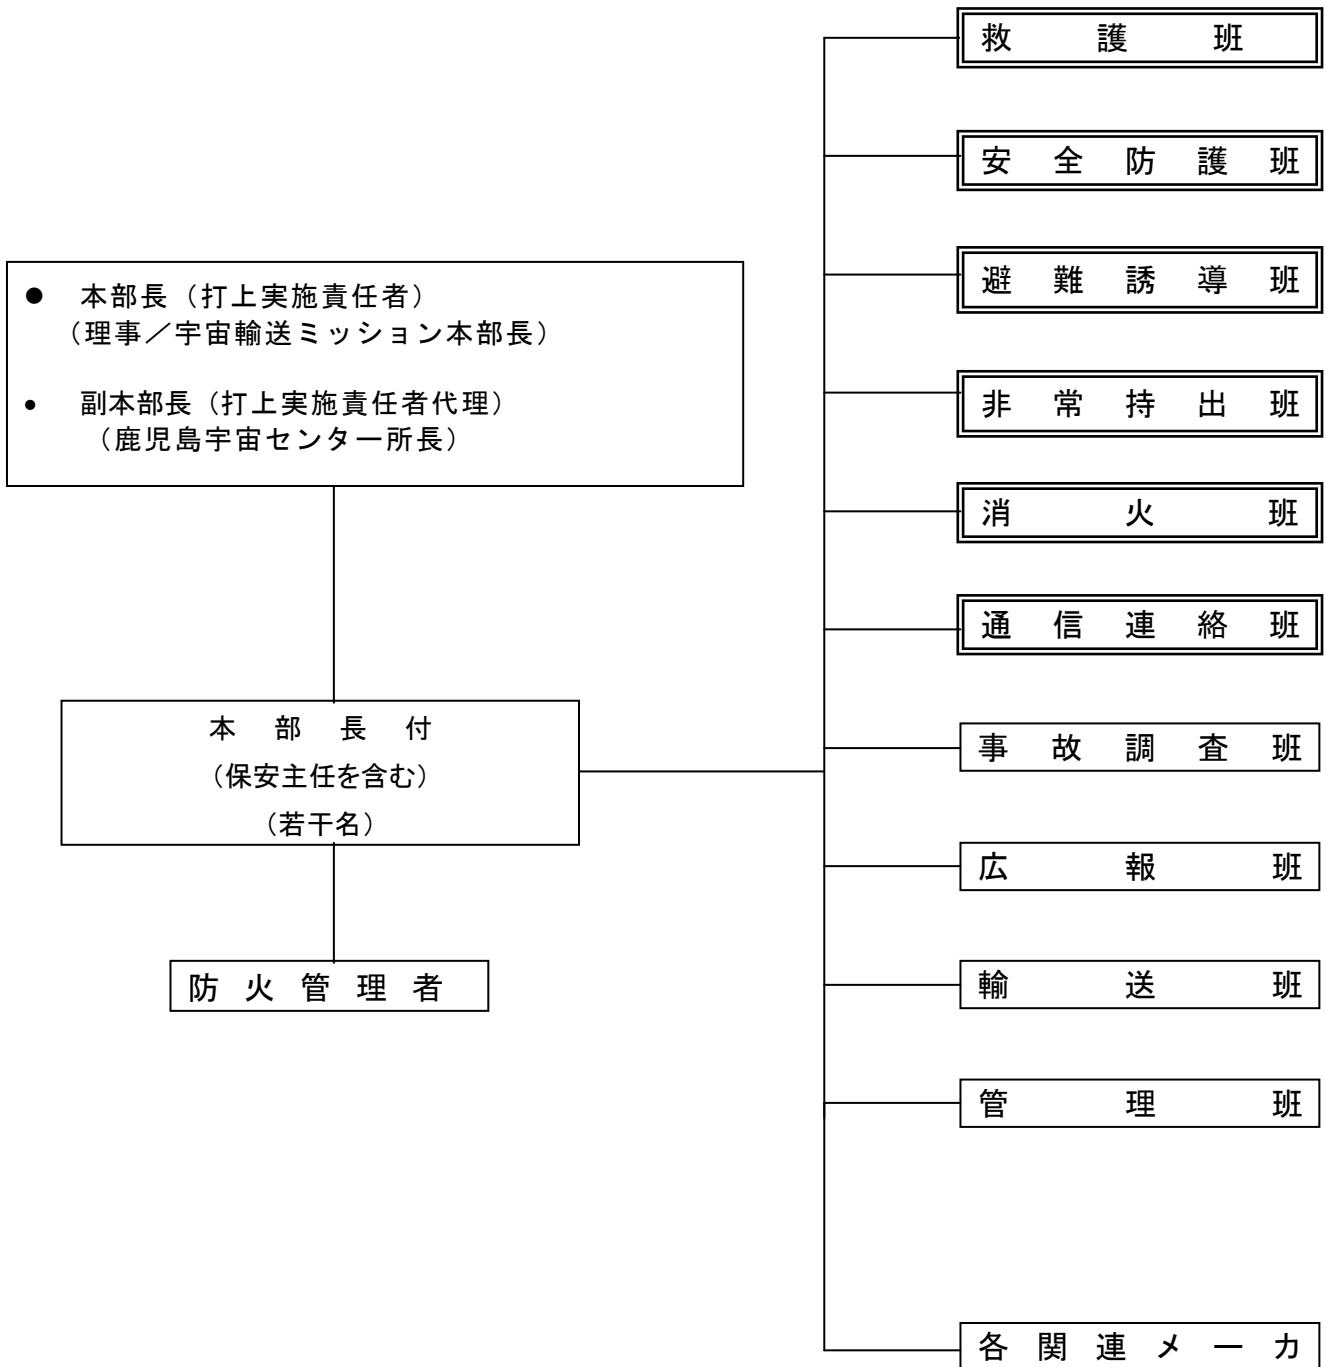 ● 本部長（打上実施責任者）
（理事／宇宙輸送ミッション本部長）
• 副本部長（打上実施責任者代理）
（鹿児島宇宙センター所長）
本部長付
（保安主任を含む）
（若干名）
防火管理者
救護班
安全防護班
避難誘導班
非常持出班
消火班
通信連絡班
事故調査班
広報班
輸送班
管理班
各関連メーカ